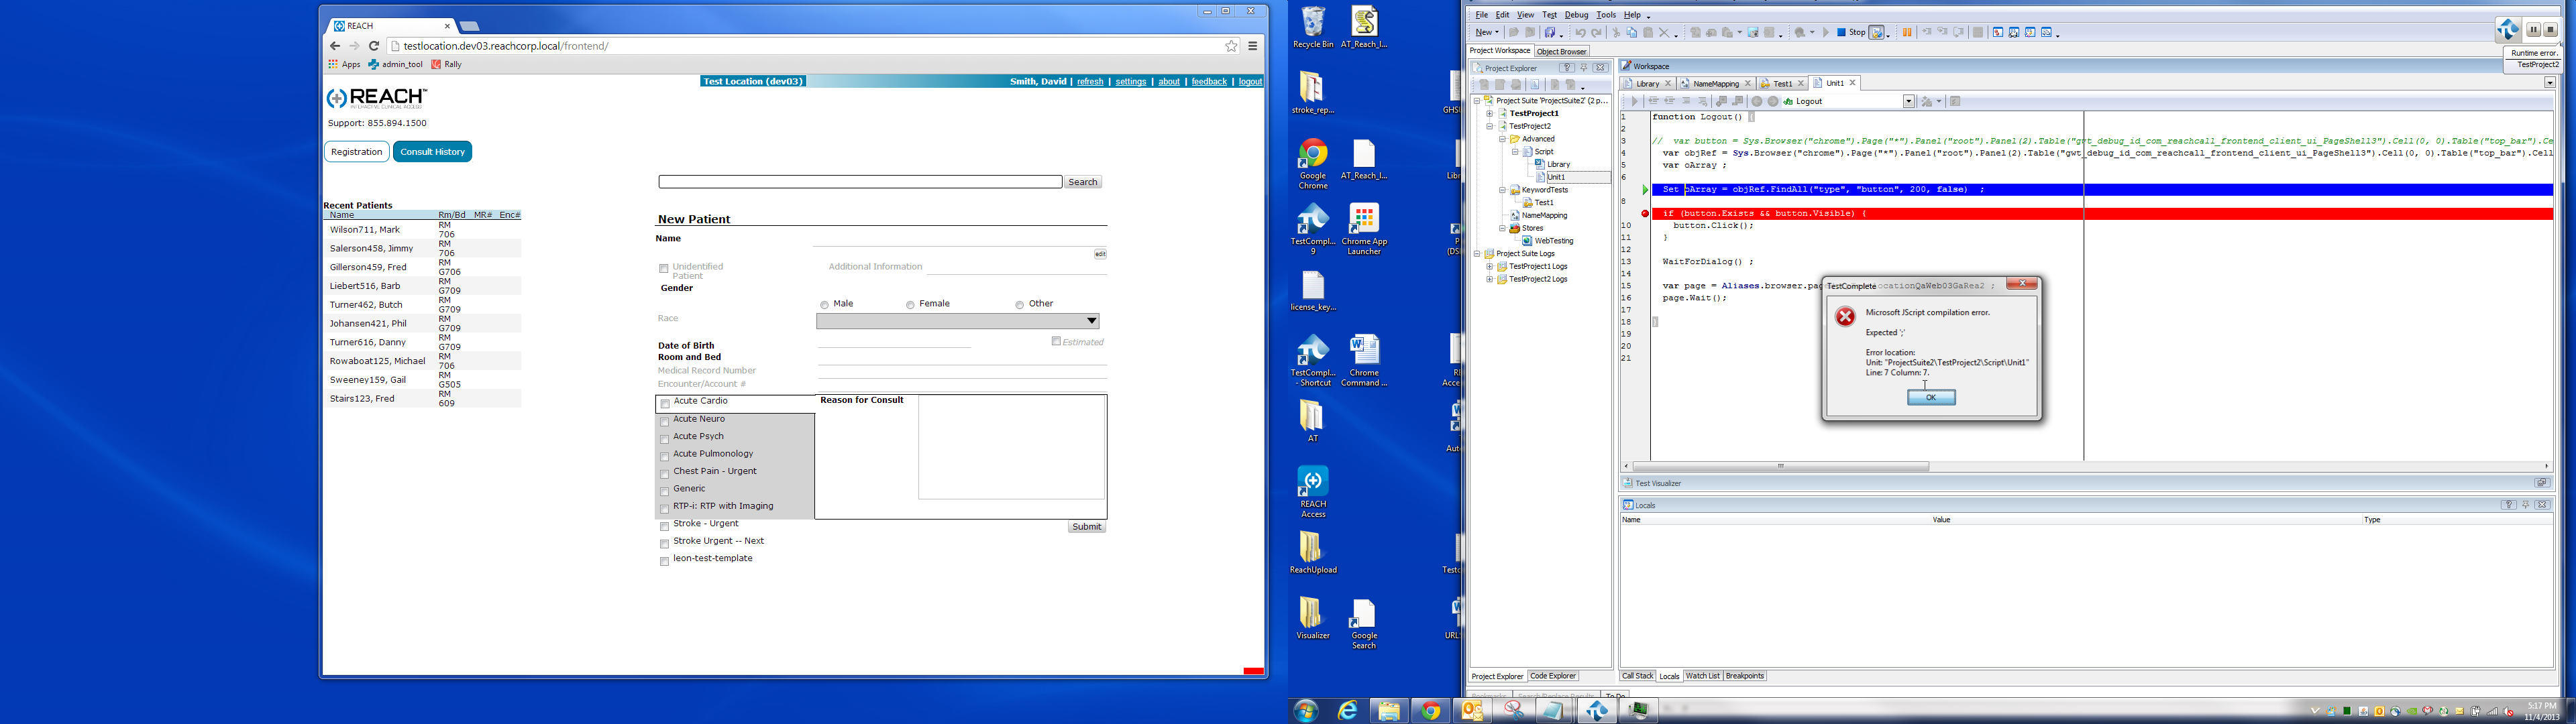 REACH
testlocation.dev03.reachcorp.local/frontend/
Apps admin_tool Rally
Test Location (dev03) Smith, David | refresh | settings | about | feedback | logout
REACH™
Support: 855.894.1500
Registration Consult History
Search
Recent Patients
Name Rm/Bd MR# Enc#
Wilson711, Mark RM 706
Salerson458, Jimmy RM 706
Gillerson459, Fred RM G706
Liebert516, Barb RM G709
Turner462, Butch RM G709
Johansen421, Phil RM G709
Turner616, Danny RM G709
Rowaboat125, Michael RM 706
Sweeney159, Gail RM G505
Stairs123, Fred RM 609
New Patient
Name
edit
Unidentified Patient Additional Information
Gender
Male Female Other
Race
Date of Birth Estimated
Room and Bed
Medical Record Number
Encounter/Account #
Acute Cardio Reason for Consult
Acute Neuro
Acute Psych
Acute Pulmonology
Chest Pain - Urgent
Generic
RTP-i: RTP with Imaging
Stroke - Urgent
Submit
Stroke Urgent -- Next
leon-test-template
Recycle Bin AT_Reach_I...
stroke_rep...
Google Chrome AT_Reach_I...
TestCompl... 9 Chrome App Launcher
license_key...
TestCompl... - Shortcut Chrome Command ...
AT
REACH Access
ReachUpload
Visualizer Google Search
File Edit View Test Debug Tools Help
New Stop
Runtime error.
TestProject2
Project Workspace Object Browser
Project Explorer
Project Suite 'ProjectSuite2' (2 p...
TestProject1
TestProject2
Advanced
Script
Library
Unit1
KeywordTests
Test1
NameMapping
Stores
WebTesting
Project Suite Logs
TestProject1 Logs
TestProject2 Logs
Project Explorer Code Explorer
Workspace
Library NameMapping Test1 Unit1
Logout
1 function Logout() {
2
3 // var button = Sys.Browser("chrome").Page("*").Panel("root").Panel(2).Table("gwt_debug_id_com_reachcall_frontend_client_ui_PageShell3").Cell(0, 0).Table("top_bar").Ce
4 var objRef = Sys.Browser("chrome").Page("*").Panel("root").Panel(2).Table("gwt_debug_id_com_reachcall_frontend_client_ui_PageShell3").Cell(0, 0).Table("top_bar").Cell
5 var oArray ;
6
Set oArray = objRef.FindAll("type", "button", 200, false) ;
8
if (button.Exists && button.Visible) {
10 button.Click();
11 }
12
13 WaitForDialog() ;
14
15 var page = Aliases.browser.pag
16 page.Wait();
17
18 }
19
20
21
TestComplete
Microsoft JScript compilation error.
Expected ';'
Error location:
Unit: "ProjectSuite2\TestProject2\Script\Unit1"
Line: 7 Column: 7.
OK
Test Visualizer
Locals
Name Value Type
Call Stack Locals Watch List Breakpoints
Bookmarks Search/Replace Results To Do
5:17 PM
11/4/2013